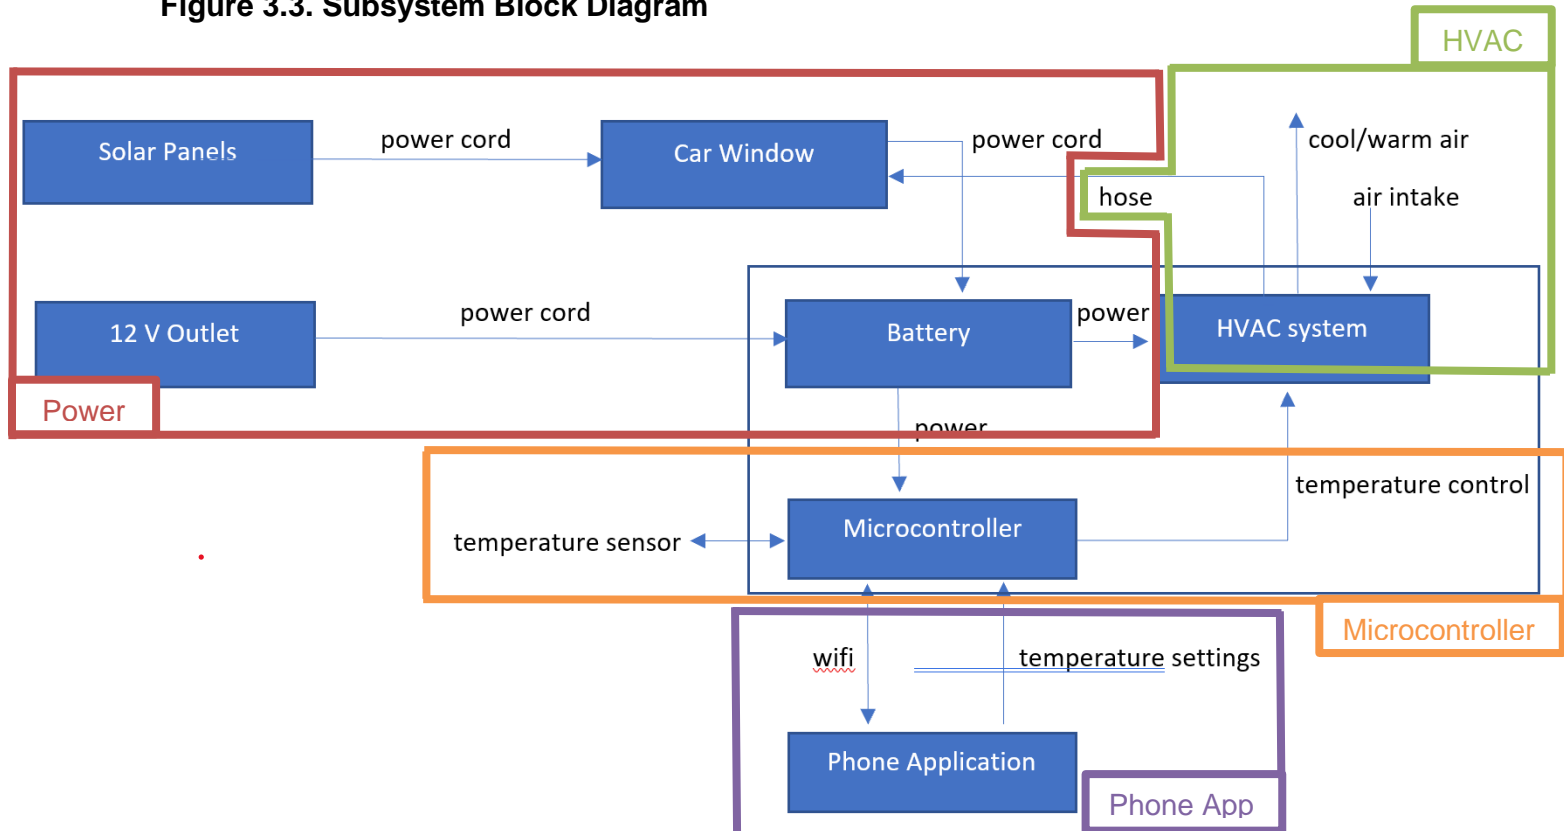 Figure 3.3. Subsystem Block Diagram
HVAC
Solar Panels
power cord
Car Window
power cord
cool/warm air
hose
air intake
12 V Outlet
power cord
Battery
power
HVAC system
Power
power
temperature control
Microcontroller
temperature sensor
Microcontroller
wifi
temperature settings
Phone Application
Phone App